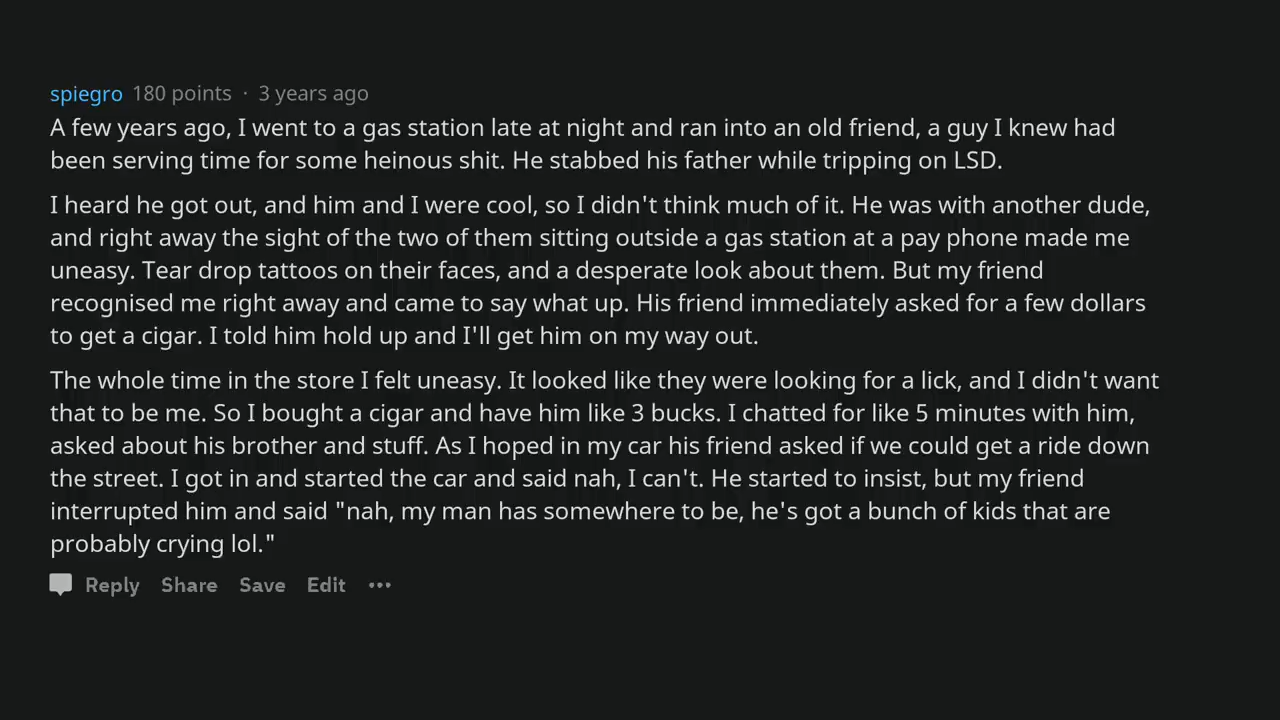 spiegro 180 points · 3 years ago
A few years ago, I went to a gas station late at night and ran into an old friend, a guy I knew had
been serving time for some heinous shit. He stabbed his father while tripping on LSD.
I heard he got out, and him and I were cool, so I didn't think much of it. He was with another dude,
and right away the sight of the two of them sitting outside a gas station at a pay phone made me
uneasy. Tear drop tattoos on their faces, and a desperate look about them. But my friend
recognised me right away and came to say what up. His friend immediately asked for a few dollars
to get a cigar. I told him hold up and I'll get him on my way out.
The whole time in the store I felt uneasy. It looked like they were looking for a lick, and I didn't want
that to be me. So I bought a cigar and have him like 3 bucks. I chatted for like 5 minutes with him,
asked about his brother and stuff. As I hoped in my car his friend asked if we could get a ride down
the street. I got in and started the car and said nah, I can't. He started to insist, but my friend
interrupted him and said "nah, my man has somewhere to be, he's got a bunch of kids that are
probably crying lol."
Reply Share Save Edit •••